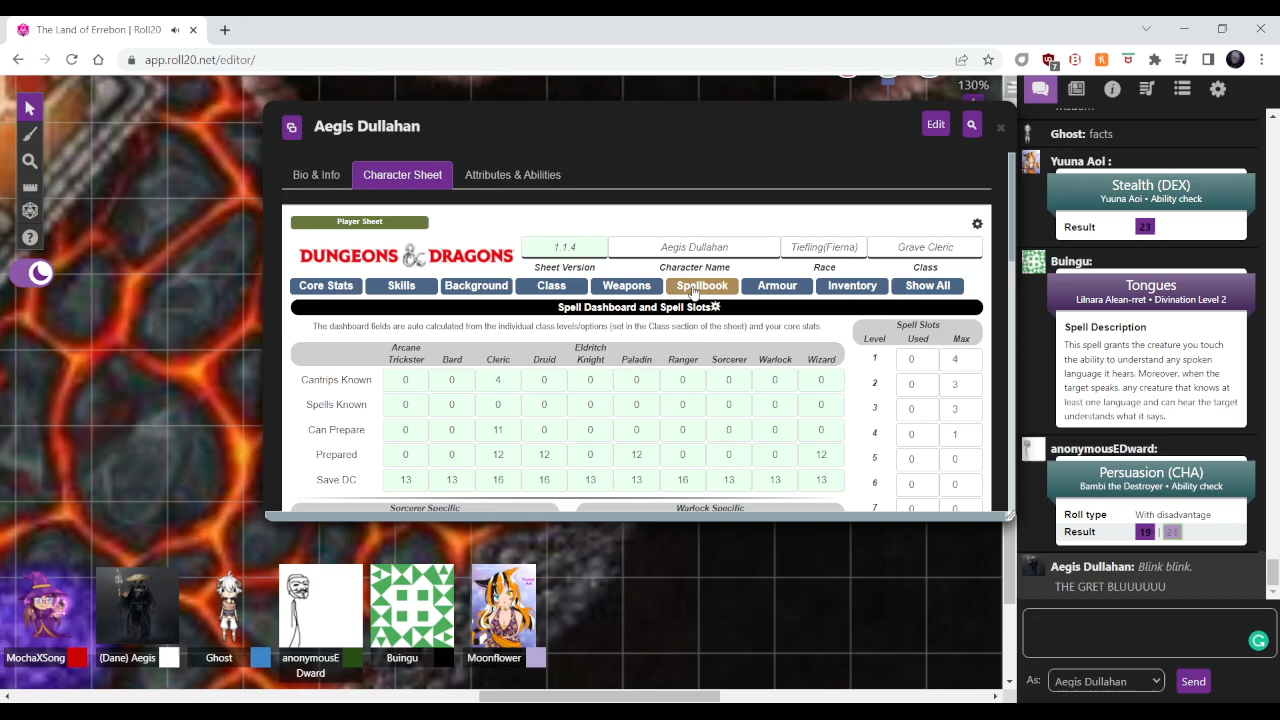 The Land of Errebon | Roll20
app.roll20.net/editor/
7
130%
Aegis Dullahan
Edit
Bio & Info
Character Sheet
Attributes & Abilities
Player Sheet
DUNGEONS & DRAGONS
1.1.4
Aegis Dullahan
Tiefling(Fierna)
Grave Cleric
Sheet Version
Character Name
Race
Class
Core Stats
Skills
Background
Class
Weapons
Spellbook
Armour
Inventory
Show All
Spell Dashboard and Spell Slots
The dashboard fields are auto calculated from the individual class levels/options (set in the Class section of the sheet) and your core stats.
Arcane Trickster Bard Cleric Druid Eldritch Knight Paladin Ranger Sorcerer Warlock Wizard
Cantrips Known 0 0 4 0 0 0 0 0 0 0
Spells Known 0 0 0 0 0 0 0 0 0 0
Can Prepare 0 0 11 0 0 0 0 0 0 0
Prepared 0 0 12 12 0 12 0 0 0 12
Save DC 13 13 16 16 13 13 16 13 13 13
Sorcerer Specific
Warlock Specific
Spell Slots
Level Used Max
1 0 4
2 0 3
3 0 3
4 0 1
5 0 0
6 0 0
7 0 0
Ghost: facts
Yuuna Aoi :
Stealth (DEX)
Yuuna Aoi • Ability check
Result 23
Buingu:
Tongues
Lilnara Alean-rret • Divination Level 2
Spell Description
This spell grants the creature you touch
the ability to understand any spoken
language it hears. Moreover, when the
target speaks, any creature that knows at
least one language and can hear the target
understands what it says.
anonymousEDward:
Persuasion (CHA)
Bambi the Destroyer • Ability check
Roll type With disadvantage
Result 19 | 21
Aegis Dullahan: Blink blink.
THE GRET BLUUUUUU
As: Aegis Dullahan Send
MochaXSong
(Dane) Aegis
Ghost
anonymousE
Dward
Buingu
Moonflower